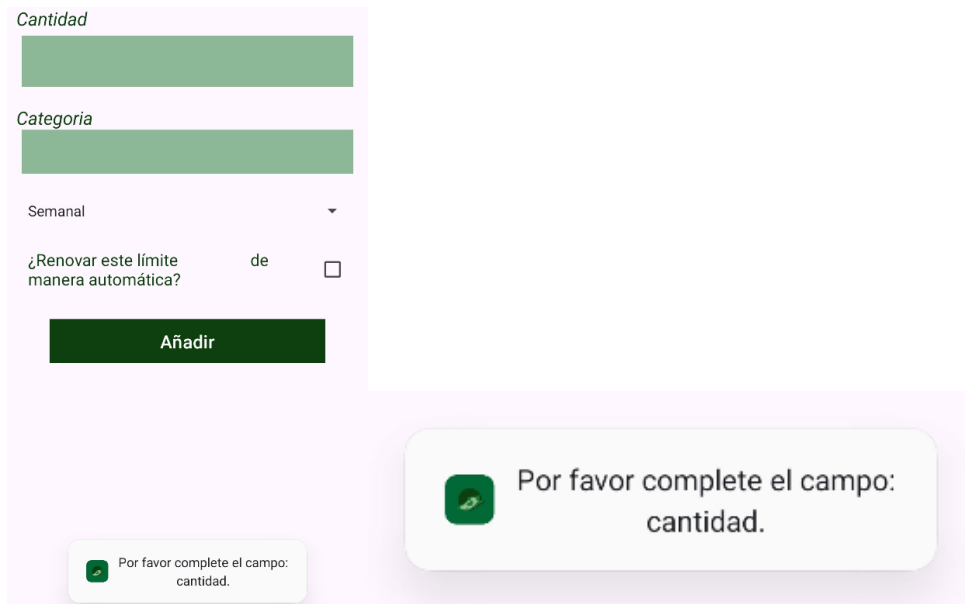 Cantidad
Categoria
Semanal
¿Renovar este límite de
manera automática?
Añadir
Por favor complete el campo:
cantidad.
Por favor complete el campo:
cantidad.